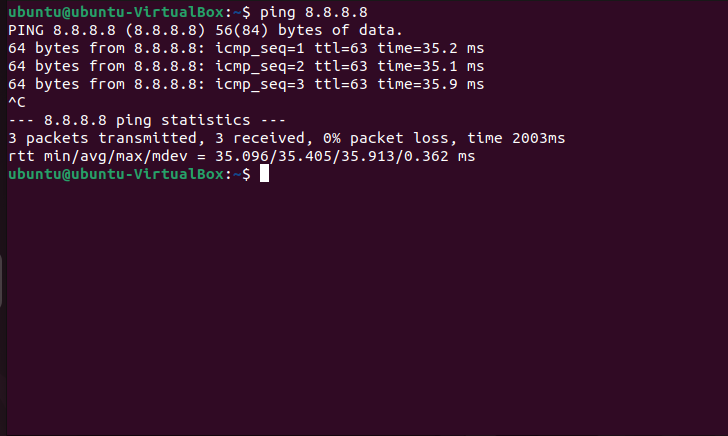 ubuntu@ubuntu-VirtualBox:~$ ping 8.8.8.8
PING 8.8.8.8 (8.8.8.8) 56(84) bytes of data.
64 bytes from 8.8.8.8: icmp_seq=1 ttl=63 time=35.2 ms
64 bytes from 8.8.8.8: icmp_seq=2 ttl=63 time=35.1 ms
64 bytes from 8.8.8.8: icmp_seq=3 ttl=63 time=35.9 ms
^C
--- 8.8.8.8 ping statistics ---
3 packets transmitted, 3 received, 0% packet loss, time 2003ms
rtt min/avg/max/mdev = 35.096/35.405/35.913/0.362 ms
ubuntu@ubuntu-VirtualBox:~$